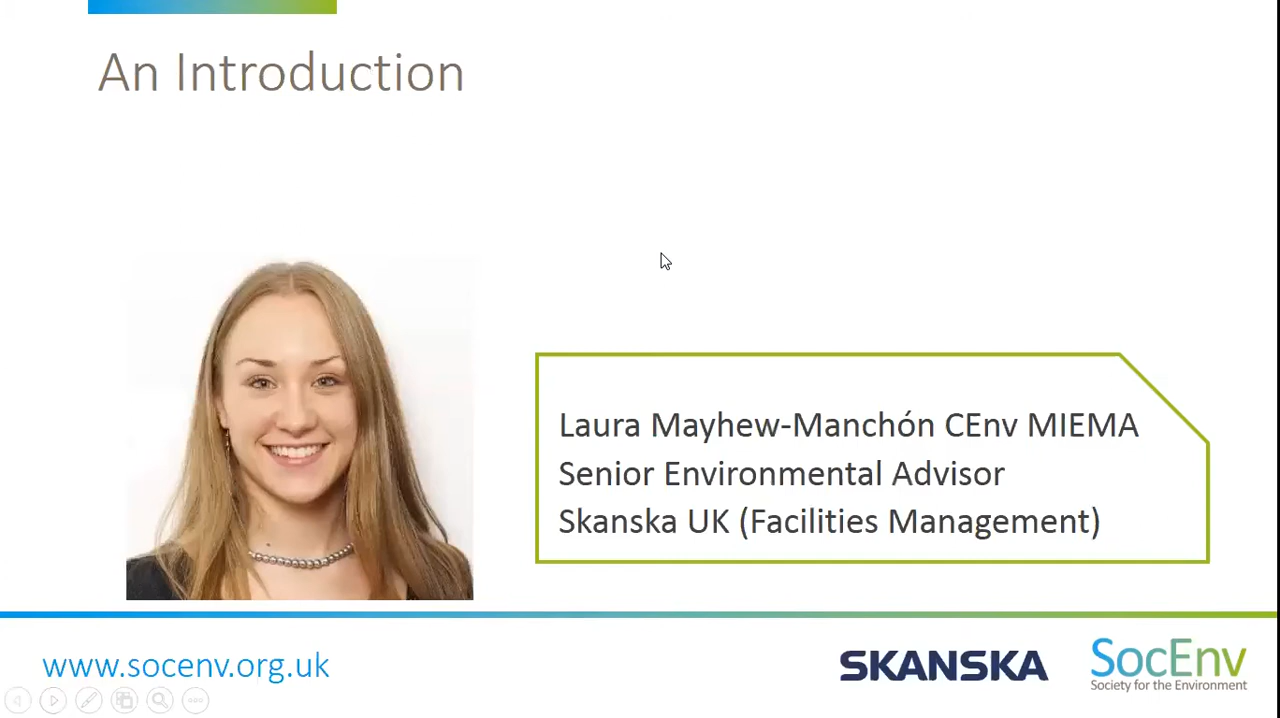 An Introduction
Laura Mayhew-Manchón CEnv MIEMA
Senior Environmental Advisor
Skanska UK (Facilities Management)
www.socenv.org.uk
SKANSKA
SocEnv
Society for the Environment